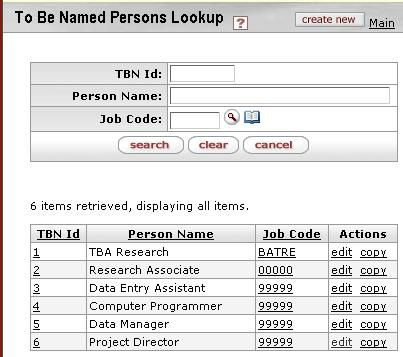 To Be Named Persons Lookup ? create new Main
TBN Id:
Person Name:
Job Code:
search clear cancel
6 items retrieved, displaying all items.
TBN Id Person Name Job Code Actions
1 TBA Research BATRE edit copy
2 Research Associate 00000 edit copy
3 Data Entry Assistant 99999 edit copy
4 Computer Programmer 99999 edit copy
5 Data Manager 99999 edit copy
6 Project Director 99999 edit copy